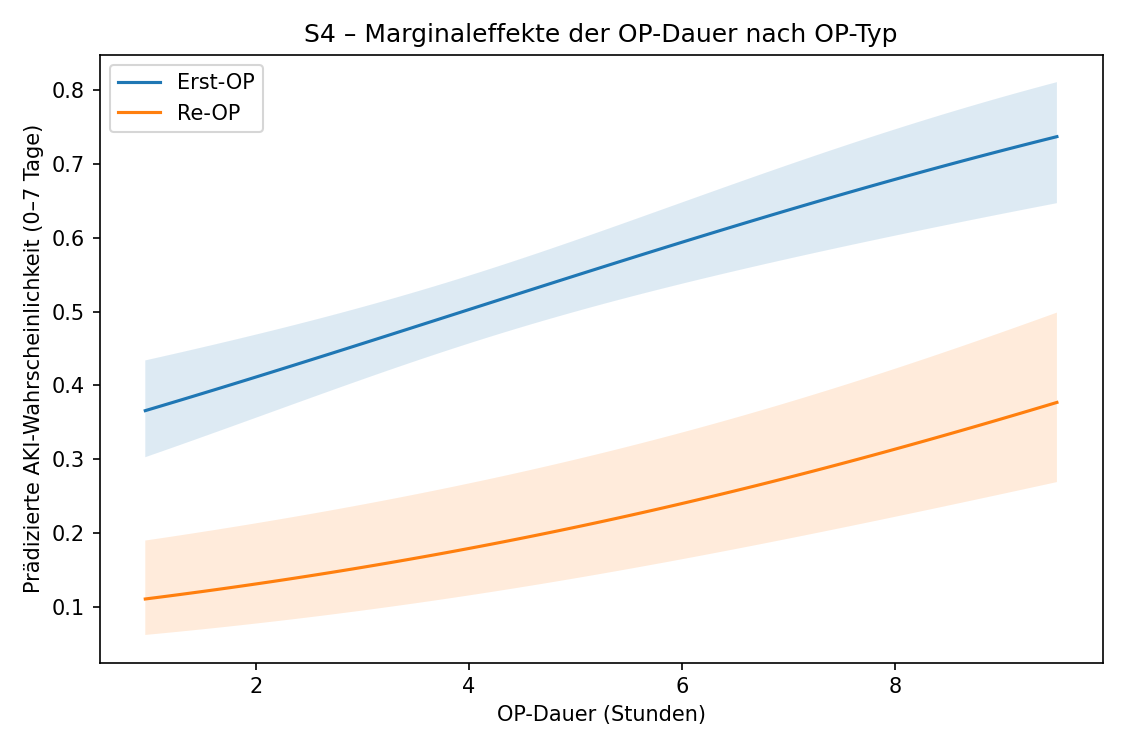 S4 – Marginaleffekte der OP-Dauer nach OP-Typ
Erst-OP
Re-OP
Prädizierte AKI-Wahrscheinlichkeit (0–7 Tage)
0.8
0.7
0.6
0.5
0.4
0.3
0.2
0.1
2 4 6 8
OP-Dauer (Stunden)